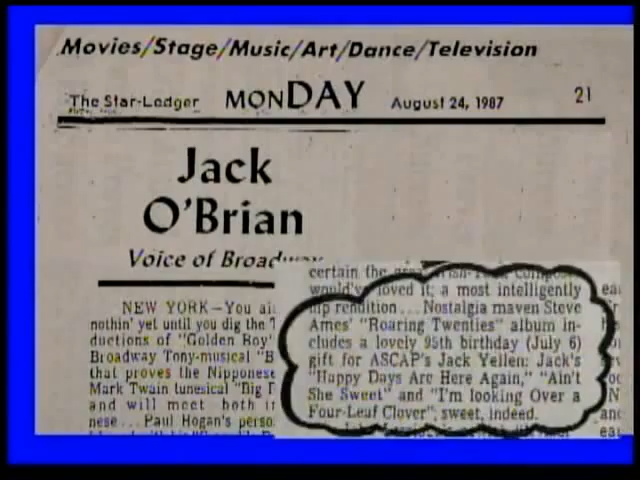 Movies/Stage/Music/Art/Dance/Television
The Star-Ledger MONDAY August 24, 1987 21
Jack
O'Brian
Voice of Broadway
NEW YORK—You ai
nothin' yet until you dig the
ductions of "Golden Boy"
Broadway Tony-musical "B
that proves the Nipponese
Mark Twain tunesical "Big
and will meet both i
nese... Paul Hogan's perso
certain the
would've loved it; a most intelligently
hip rendition... Nostalgia maven Steve
Ames' "Roaring Twenties" album in-
cludes a lovely 95th birthday (July 6)
gift for ASCAP's Jack Yellen: Jack's
"Happy Days Are Here Again," "Ain't
She Sweet" and "I'm looking Over a
Four-Leaf Clover"; sweet, indeed.